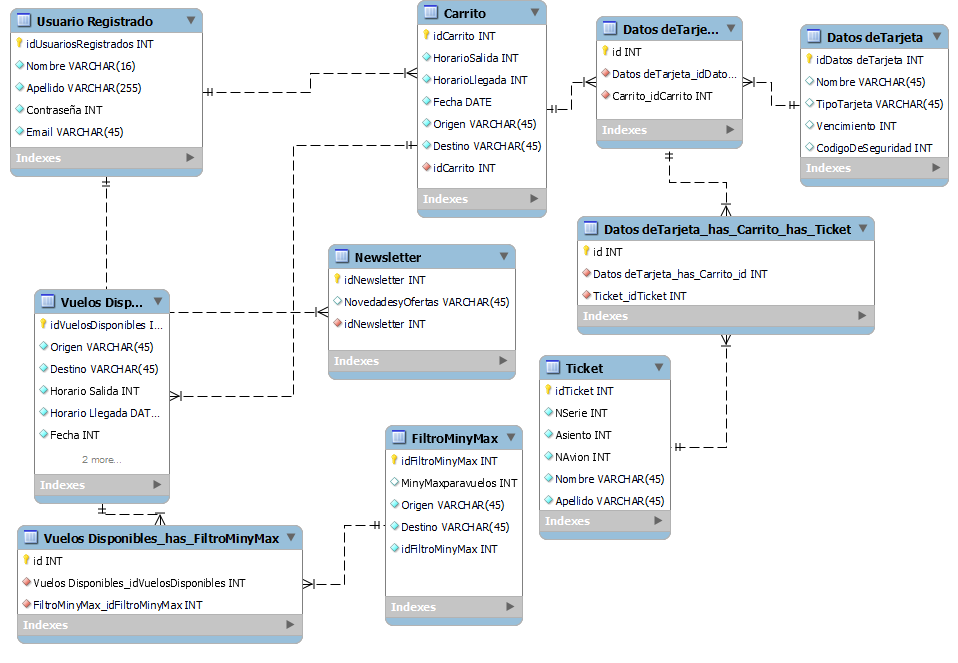 Usuario Registrado
idUsuariosRegistrados INT
Nombre VARCHAR(16)
Apellido VARCHAR(255)
Contraseña INT
Email VARCHAR(45)
Indexes
Carrito
idCarrito INT
HorarioSalida INT
HorarioLlegada INT
Fecha DATE
Origen VARCHAR(45)
Destino VARCHAR(45)
idCarrito INT
Indexes
Datos deTarje...
id INT
Datos deTarjeta_idDato...
Carrito_idCarrito INT
Indexes
Datos deTarjeta
idDatos deTarjeta INT
Nombre VARCHAR(45)
TipoTarjeta VARCHAR(45)
Vencimiento INT
CodigoDeSeguridad INT
Indexes
Datos deTarjeta_has_Carrito_has_Ticket
id INT
Datos deTarjeta_has_Carrito_id INT
Ticket_idTicket INT
Indexes
Newsletter
idNewsletter INT
NovedadesyOfertas VARCHAR(45)
idNewsletter INT
Indexes
Vuelos Disp...
idVuelosDisponibles I...
Origen VARCHAR(45)
Destino VARCHAR(45)
Horario Salida INT
Horario Llegada DAT...
Fecha INT
2 more...
Indexes
Ticket
idTicket INT
NSerie INT
Asiento INT
NAvion INT
Nombre VARCHAR(45)
Apellido VARCHAR(45)
Indexes
FiltroMinyMax
idFiltroMinyMax INT
MinyMaxparavuelos INT
Origen VARCHAR(45)
Destino VARCHAR(45)
idFiltroMinyMax INT
Indexes
Vuelos Disponibles_has_FiltroMinyMax
id INT
Vuelos Disponibles_idVuelosDisponibles INT
FiltroMinyMax_idFiltroMinyMax INT
Indexes